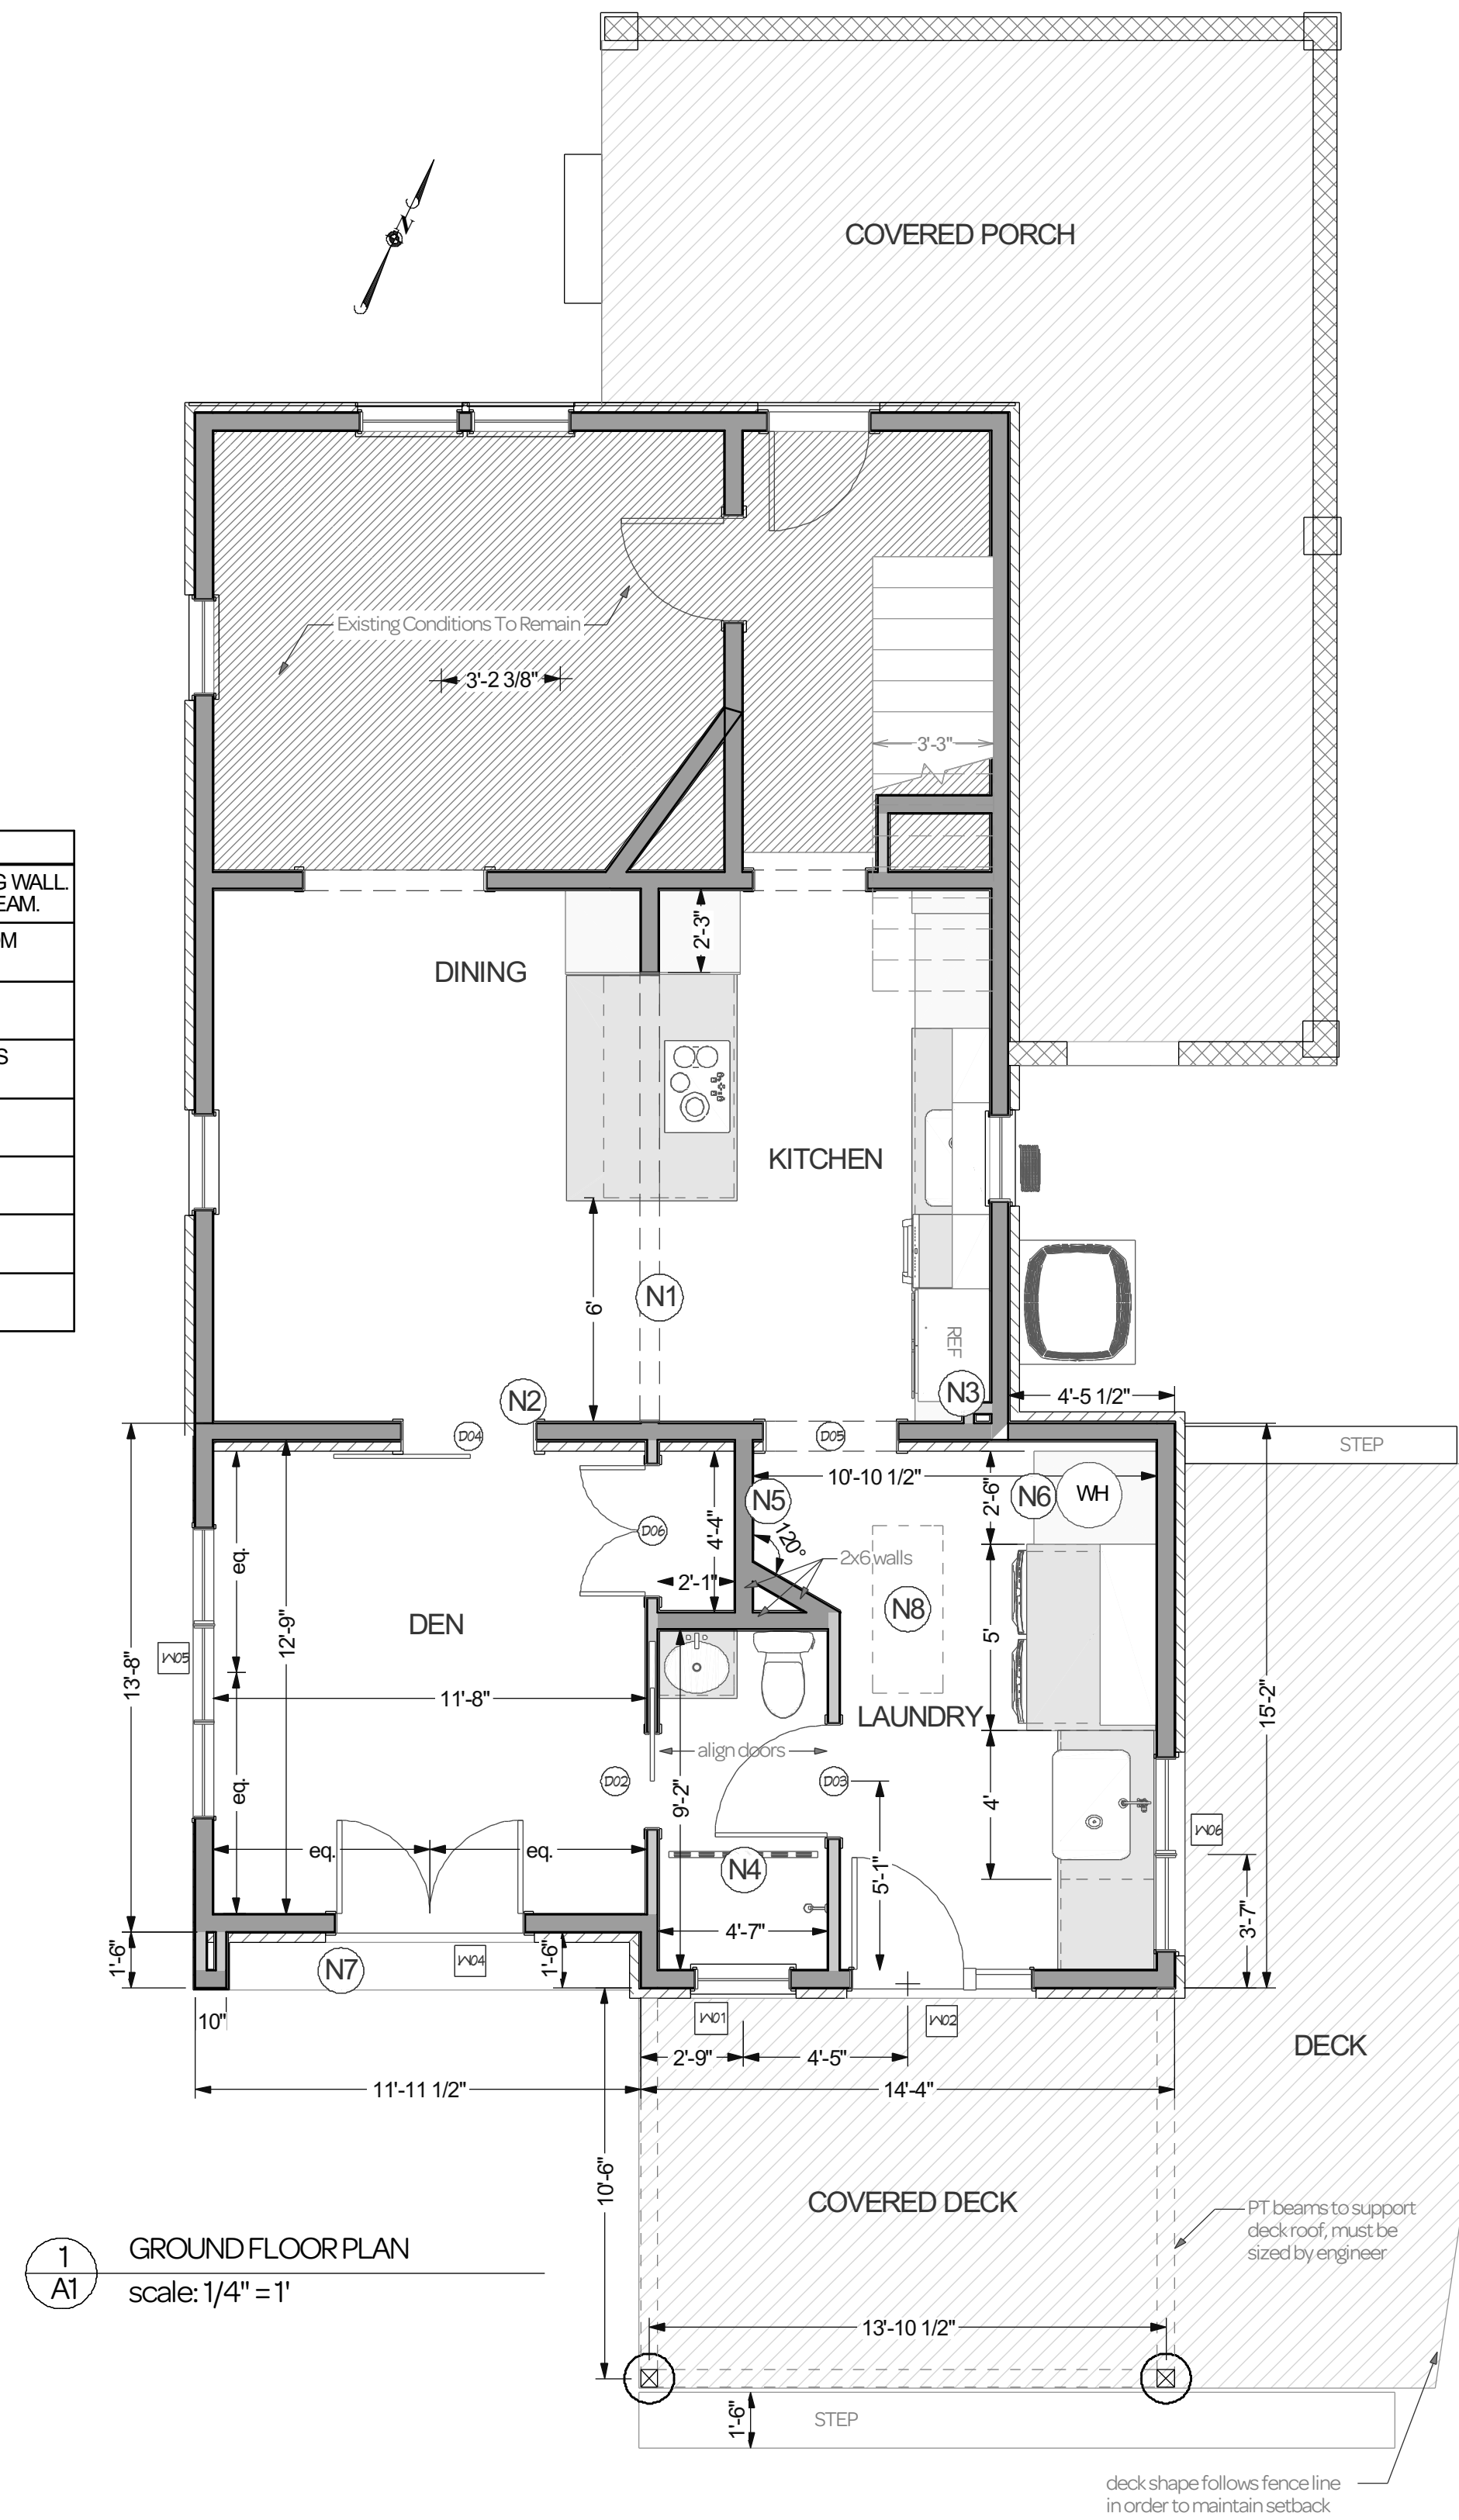 N
COVERED PORCH
Existing Conditions To Remain
3'-2 3/8"
3'-3"
G WALL.
EAM.
OM
S
2'-3"
DINING
KITCHEN
6'
N1
REF
N2
N3
4'-5 1/2"
D04
D05
STEP
10'-10 1/2"
N5
2'-6"
N6
WH
4'-4"
D06
120°
2x6 walls
eq.
2'-1"
DEN
12'-9"
N8
5'
13'-8"
W05
9'-2"
11'-8"
LAUNDRY
15'-2"
align doors
D02
D03
eq.
4'
W06
eq.
eq.
N4
5'-1"
3'-7"
4'-7"
1'-6"
N7
W04
1'-6"
10"
W01
W02
DECK
2'-9"
4'-5"
11'-11 1/2"
14'-4"
10'-6"
COVERED DECK
PT beams to support
deck roof, must be
sized by engineer
1
A1
GROUND FLOOR PLAN
scale: 1/4" = 1'
13'-10 1/2"
1'-6"
STEP
deck shape follows fence line
in order to maintain setback